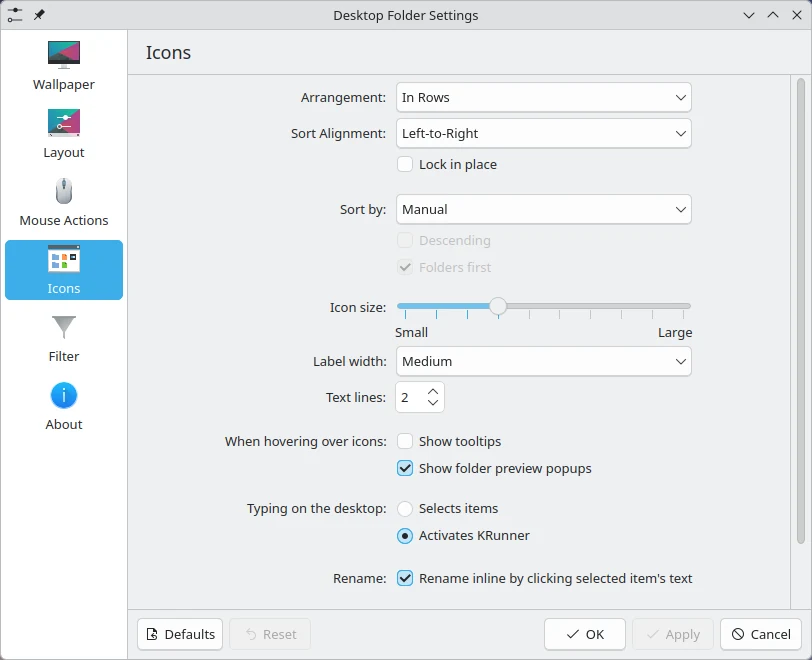 Desktop Folder Settings
Wallpaper
Layout
Mouse Actions
Icons
Filter
About
Icons
Arrangement: In Rows
Sort Alignment: Left-to-Right
Lock in place
Sort by: Manual
Descending
Folders first
Icon size:
Small Large
Label width: Medium
Text lines: 2
When hovering over icons: Show tooltips
Show folder preview popups
Typing on the desktop: Selects items
Activates KRunner
Rename: Rename inline by clicking selected item's text
Defaults Reset OK Apply Cancel